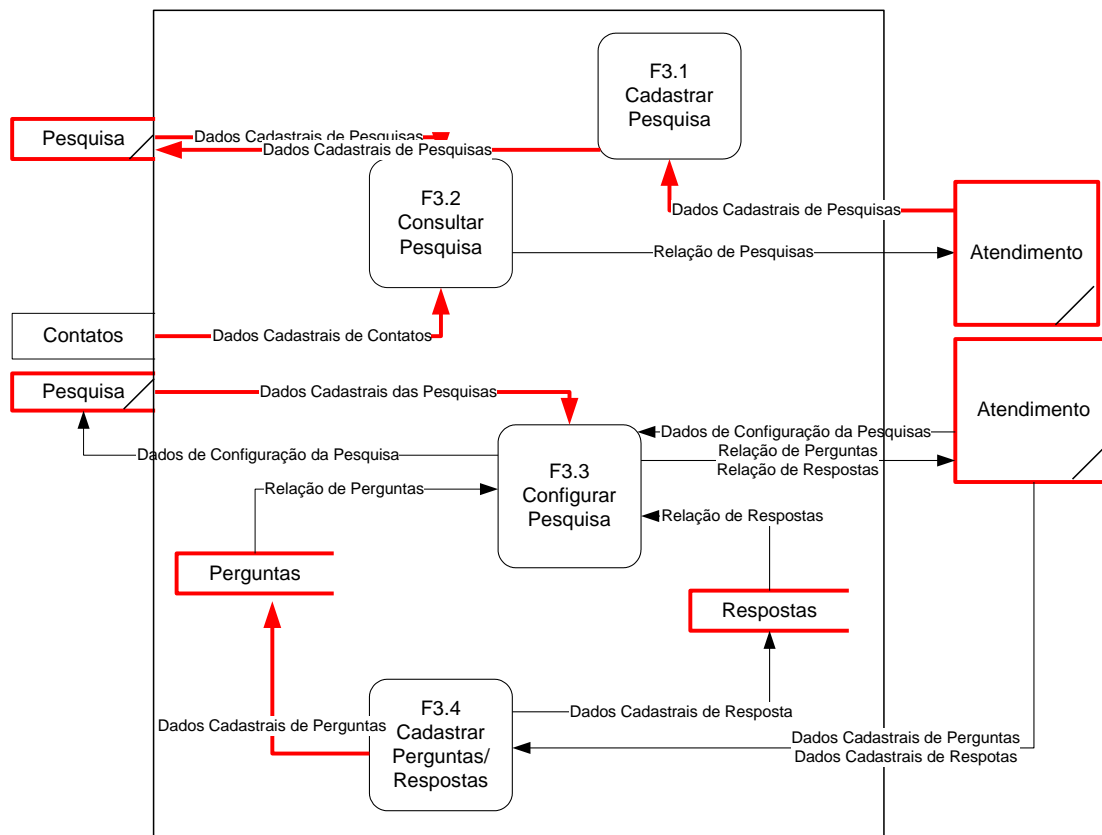 F3.1
Cadastrar
Pesquisa
Pesquisa
Dados Cadastrais de Pesquisas
Dados Cadastrais de Pesquisas
F3.2
Consultar
Pesquisa
Dados Cadastrais de Pesquisas
Relação de Pesquisas
Atendimento
Contatos
Dados Cadastrais de Contatos
Pesquisa
Dados Cadastrais das Pesquisas
Atendimento
Dados de Configuração da Pesquisas
Relação de Perguntas
Relação de Respostas
Dados de Configuração da Pesquisa
F3.3
Configurar
Pesquisa
Relação de Perguntas
Relação de Respostas
Perguntas
Respostas
F3.4
Cadastrar
Perguntas/
Respostas
Dados Cadastrais de Perguntas
Dados Cadastrais de Resposta
Dados Cadastrais de Perguntas
Dados Cadastrais de Respotas